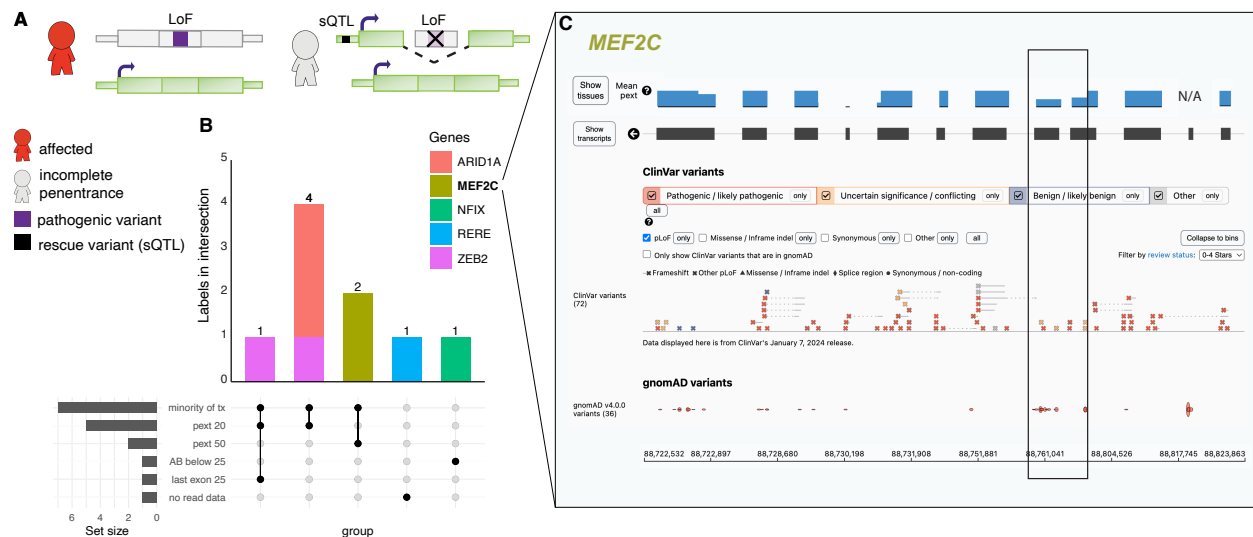 A
LoF
sQTL
LoF
affected
incomplete
penentrance
pathogenic variant
rescue variant (sQTL)
B
Genes
ARID1A
MEF2C
NFIX
RERE
ZEB2
Labels in intersection
5
4
3
2
1
0
1
4
2
1
1
minority of tx
pext 20
pext 50
AB below 25
last exon 25
no read data
6 4 2 0
Set size
group
C
MEF2C
Show
tissues
Mean
pext
?
N/A
Show
transcripts
ClinVar variants
Pathogenic / likely pathogenic only
Uncertain significance / conflicting only
Benign / likely benign only
Other only
all
?
pLoF only Missense / Inframe indel only Synonymous only Other only all
Collapse to bins
Only show ClinVar variants that are in gnomAD
Filter by review status: 0-4 Stars
Frameshift Other pLoF Missense / Inframe indel Splice region Synonymous / non-coding
ClinVar variants
(72)
Data displayed here is from ClinVar's January 7, 2024 release.
gnomAD variants
gnomAD v4.0.0
variants (36)
88,722,532 88,722,897 88,728,680 88,730,198 88,731,908 88,751,881 88,761,041 88,804,526 88,817,745 88,823,863